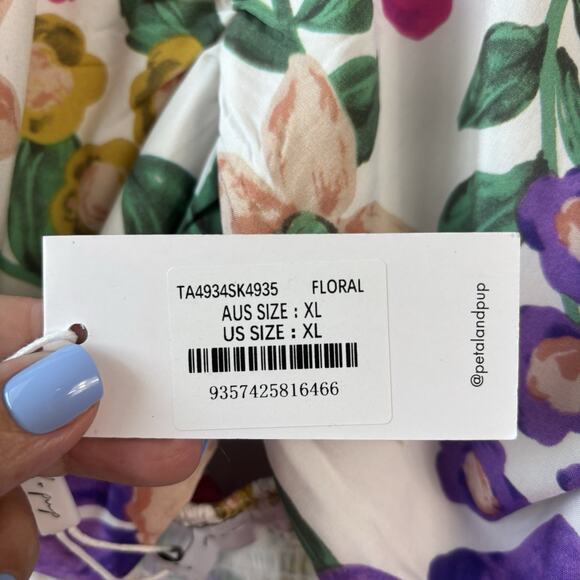 TA4934SK4935 FLORAL
AUS SIZE : XL
US SIZE : XL
9357425816466
@petalandpup